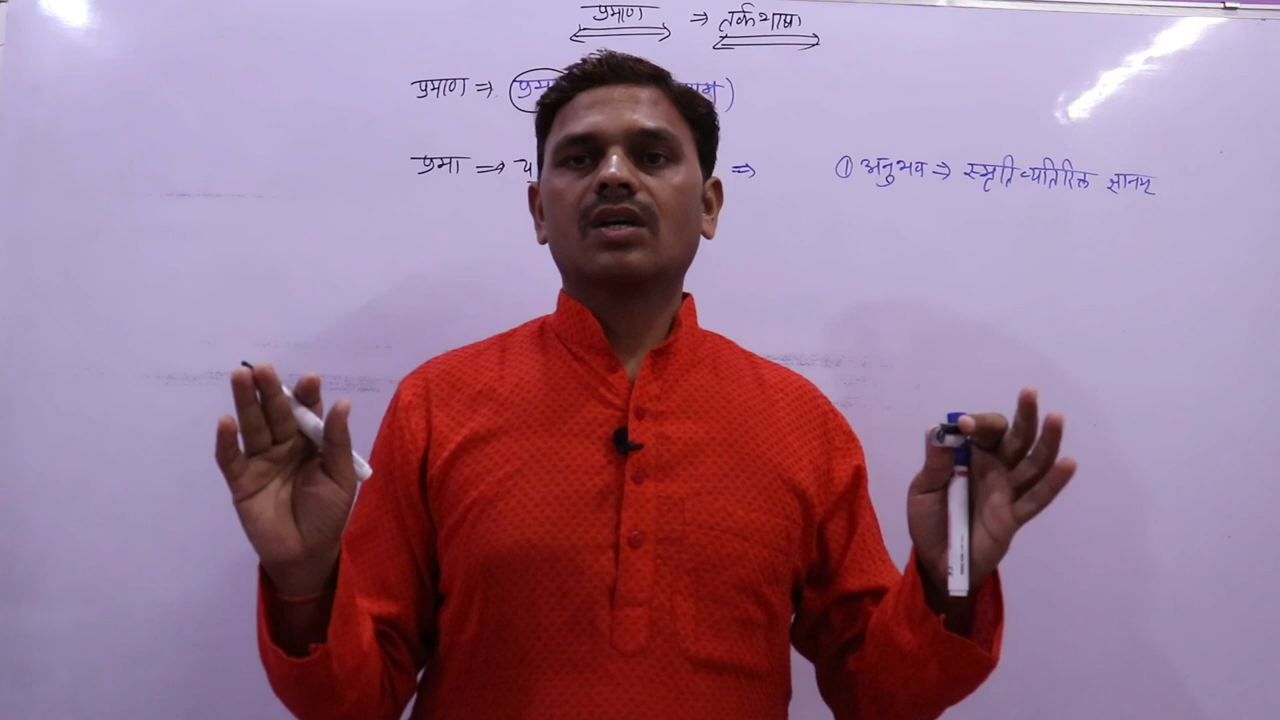 प्रमाण ⇒ तर्कभाषा
प्रमाण ⇒ )
प्रमा ⇒ ⇒ ① अनुभव ⇒ स्मृतिव्यतिरिक्त ज्ञानम्